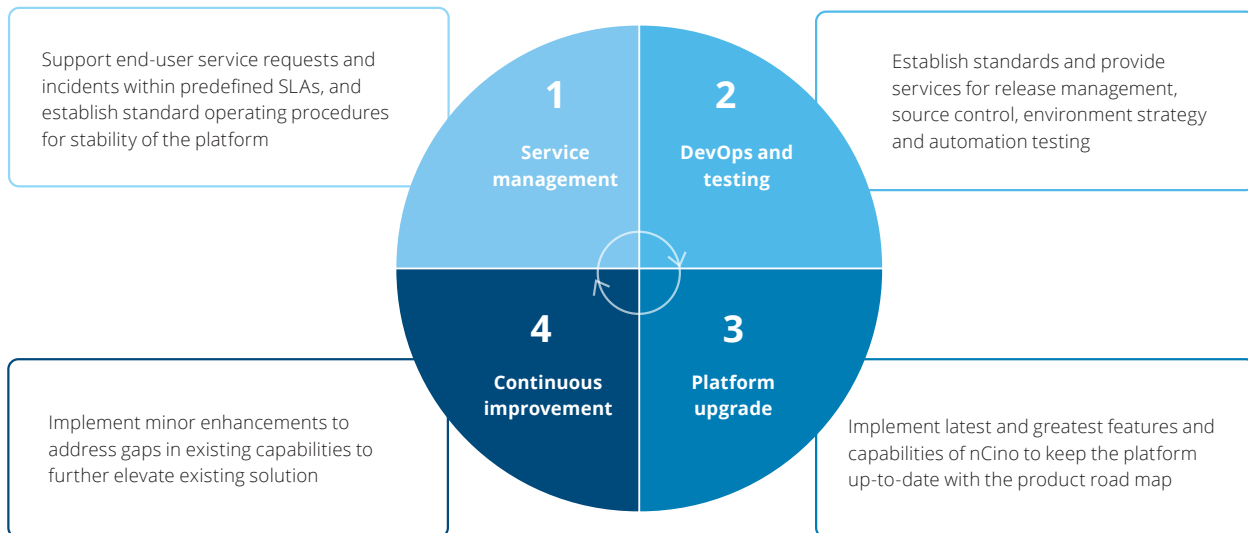 Support end-user service requests and
incidents within predefined SLAs, and
establish standard operating procedures
for stability of the platform
1
Service
management
2
DevOps and
testing
Establish standards and provide
services for release management,
source control, environment strategy
and automation testing
4
Continuous
improvement
3
Platform
upgrade
Implement minor enhancements to
address gaps in existing capabilities to
further elevate existing solution
Implement latest and greatest features and
capabilities of nCino to keep the platform
up-to-date with the product road map